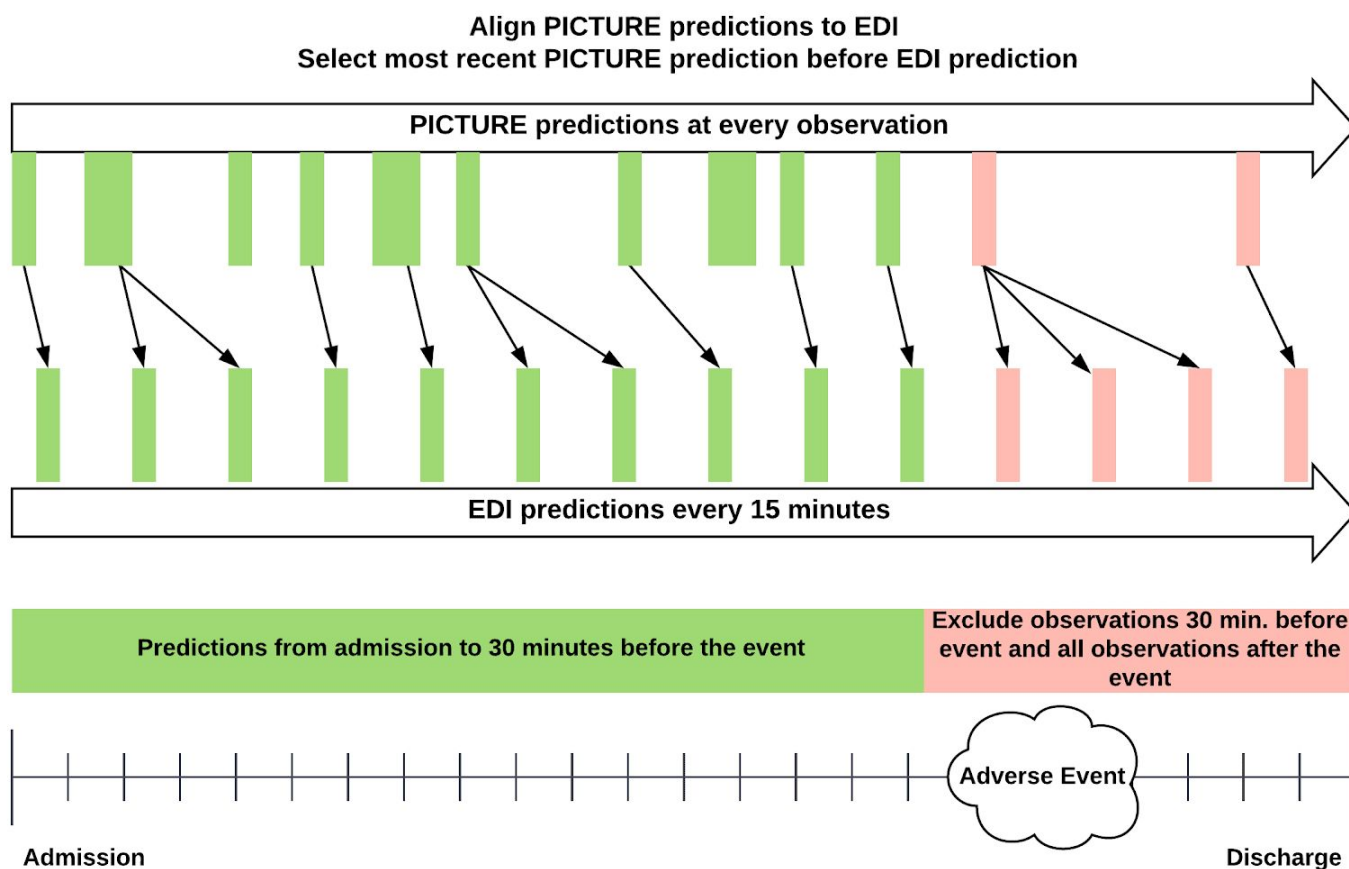 Align PICTURE predictions to EDI
Select most recent PICTURE prediction before EDI prediction
PICTURE predictions at every observation
EDI predictions every 15 minutes
Predictions from admission to 30 minutes before the event
Exclude observations 30 min. before
event and all observations after the
event
Adverse Event
Admission
Discharge